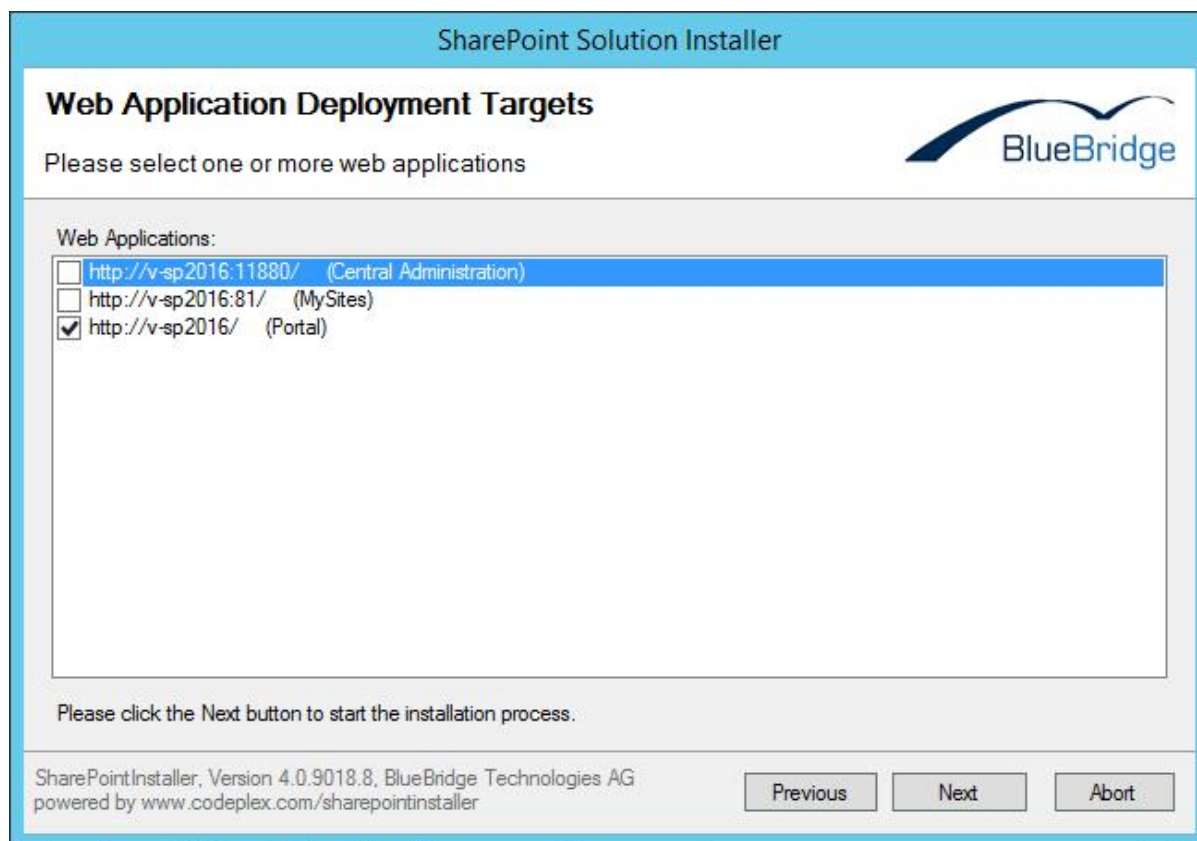 SharePoint Solution Installer
Web Application Deployment Targets
Please select one or more web applications
BlueBridge
Web Applications:
http://v-sp2016:11880/ (Central Administration)
http://v-sp2016:81/ (MySites)
http://v-sp2016/ (Portal)
Please click the Next button to start the installation process.
SharePointInstaller, Version 4.0.9018.8, BlueBridge Technologies AG
powered by www.codeplex.com/sharepointinstaller
Previous Next Abort